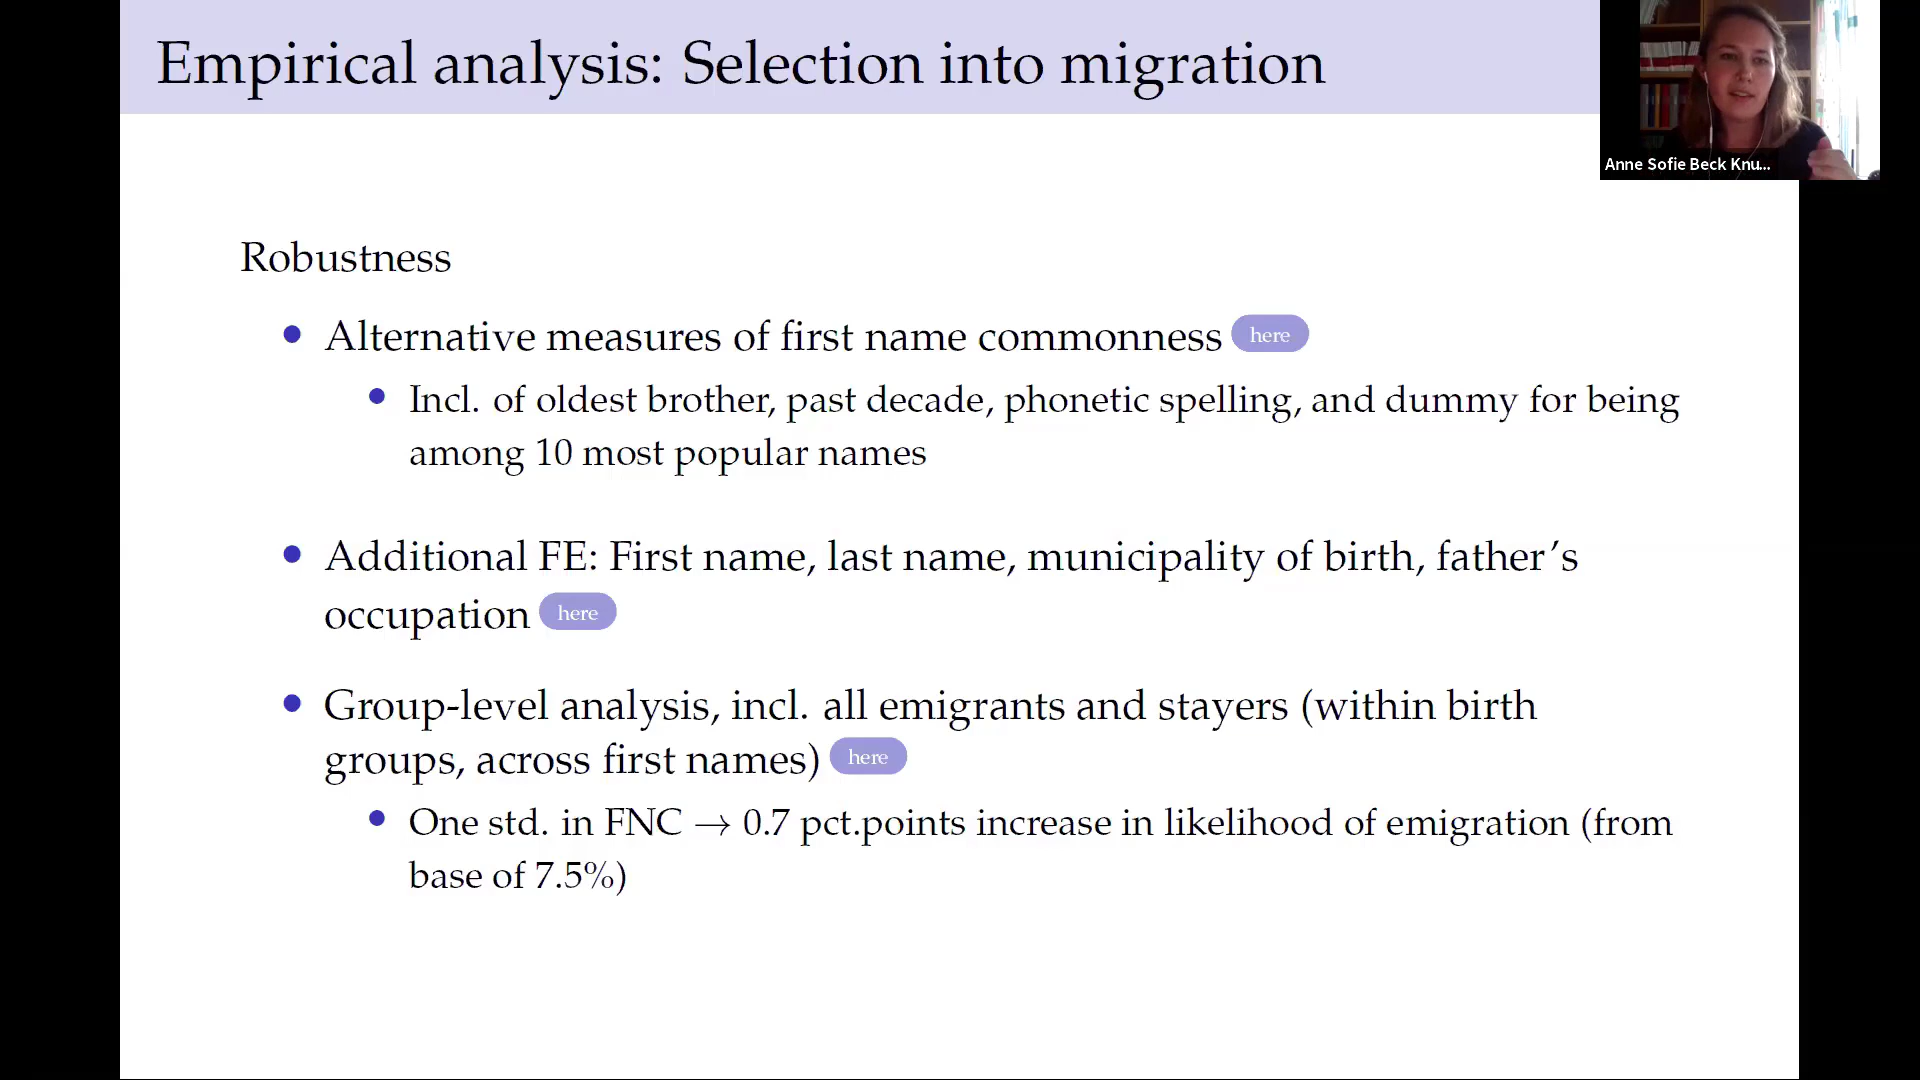 Empirical analysis: Selection into migration
Anne Sofie Beck Knu...
Robustness
• Alternative measures of first name commonness here
• Incl. of oldest brother, past decade, phonetic spelling, and dummy for being
among 10 most popular names
• Additional FE: First name, last name, municipality of birth, father's
occupation here
• Group-level analysis, incl. all emigrants and stayers (within birth
groups, across first names) here
• One std. in FNC → 0.7 pct.points increase in likelihood of emigration (from
base of 7.5%)